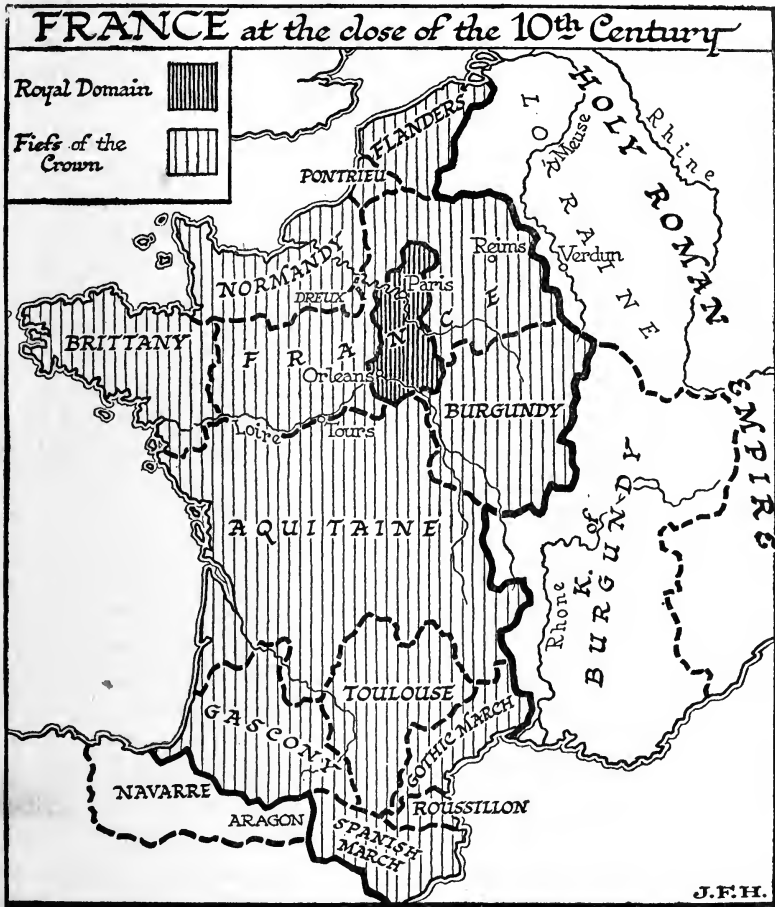 FRANCE at the close of the 10th Century
Royal Domain
Fiefs of the
Crown
FLANDERS
PONTRIEU
LORRAINE
Meuse
HOLY ROMAN
EMPIRE
Rhine
Reims
Verdun
NORMANDY
DREUX
Paris
BRITTANY
FRANCE
Orleans
BURGUNDY
Loire
Tours
AQUITAINE
K. of
BURGUNDY
Rhone
TOULOUSE
GASCONY
GOTHIC MARCH
NAVARRE
ARAGON
ROUSSILLON
SPANISH
MARCH
J.F.H.